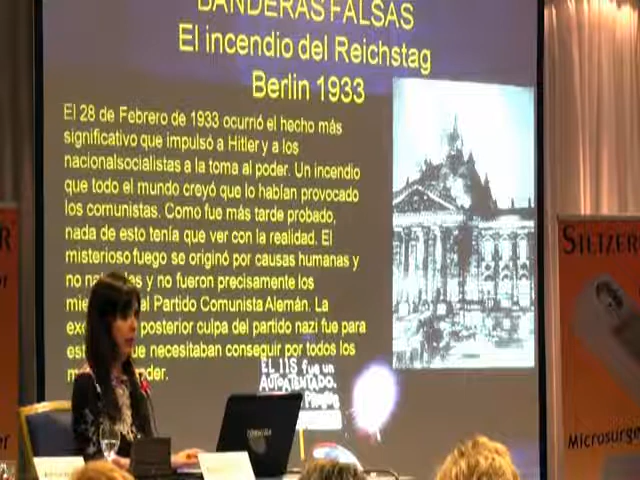 BANDERAS FALSAS
El incendio del Reichstag
Berlin 1933
El 28 de Febrero de 1933 ocurrió el hecho más
significativo que impulsó a Hitler y a los
nacionalsocialistas a la toma al poder. Un incendio
que todo el mundo creyó que lo habían provocado
los comunistas. Como fue más tarde probado,
nada de esto tenía que ver con la realidad. El
misterioso fuego se originó por causas humanas y
no y no fueron precisamente los
Partido Comunista Alemán. La
posterior culpa del partido nazi fue para
que necesitaban conseguir por todos los
EL 11S fue un
AUTOATENTADO.
TOSHIBA
SILTZER
Microsurge